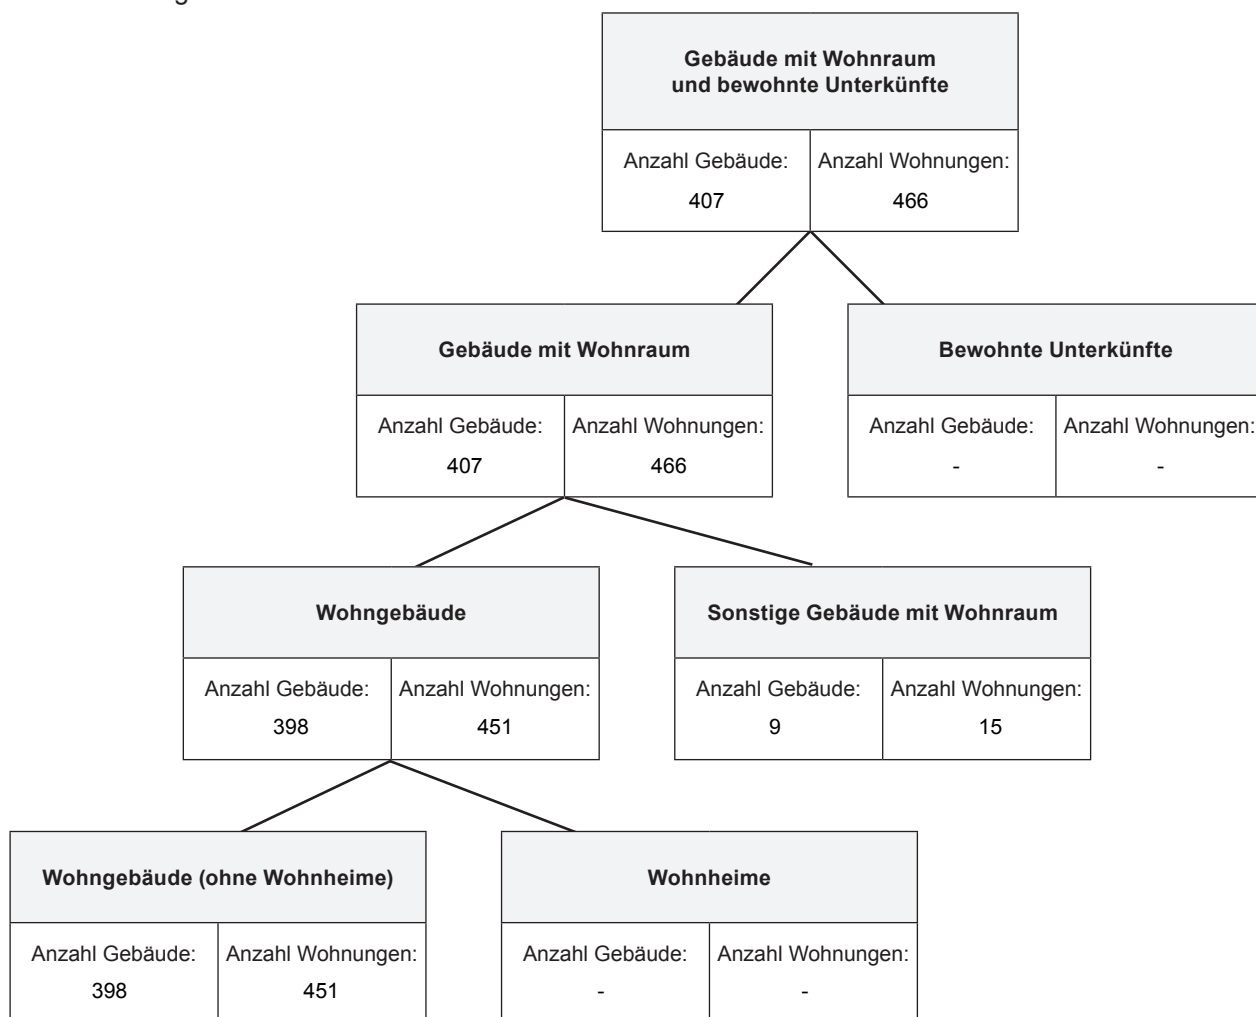 Gebäude mit Wohnraum
und bewohnte Unterkünfte
Anzahl Gebäude: Anzahl Wohnungen:
407 466
Gebäude mit Wohnraum
Anzahl Gebäude: Anzahl Wohnungen:
407 466
Bewohnte Unterkünfte
Anzahl Gebäude: Anzahl Wohnungen:
- -
Wohngebäude
Anzahl Gebäude: Anzahl Wohnungen:
398 451
Sonstige Gebäude mit Wohnraum
Anzahl Gebäude: Anzahl Wohnungen:
9 15
Wohngebäude (ohne Wohnheime)
Anzahl Gebäude: Anzahl Wohnungen:
398 451
Wohnheime
Anzahl Gebäude: Anzahl Wohnungen:
- -